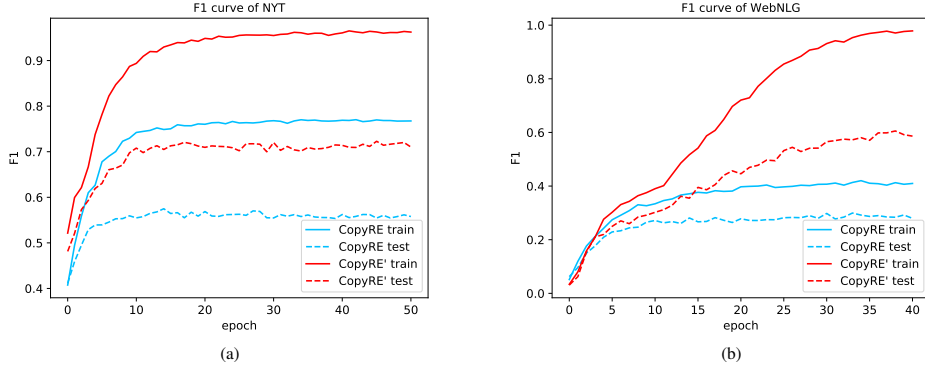 F1 curve of NYT
0.9
0.8
0.7
0.6
0.5
0.4
F1
0
10
20
30
40
50
epoch
CopyRE train
CopyRE test
CopyRE' train
CopyRE' test
(a)
F1 curve of WebNLG
1.0
0.8
0.6
0.4
0.2
0.0
F1
0
5
10
15
20
25
30
35
40
epoch
CopyRE train
CopyRE test
CopyRE' train
CopyRE' test
(b)